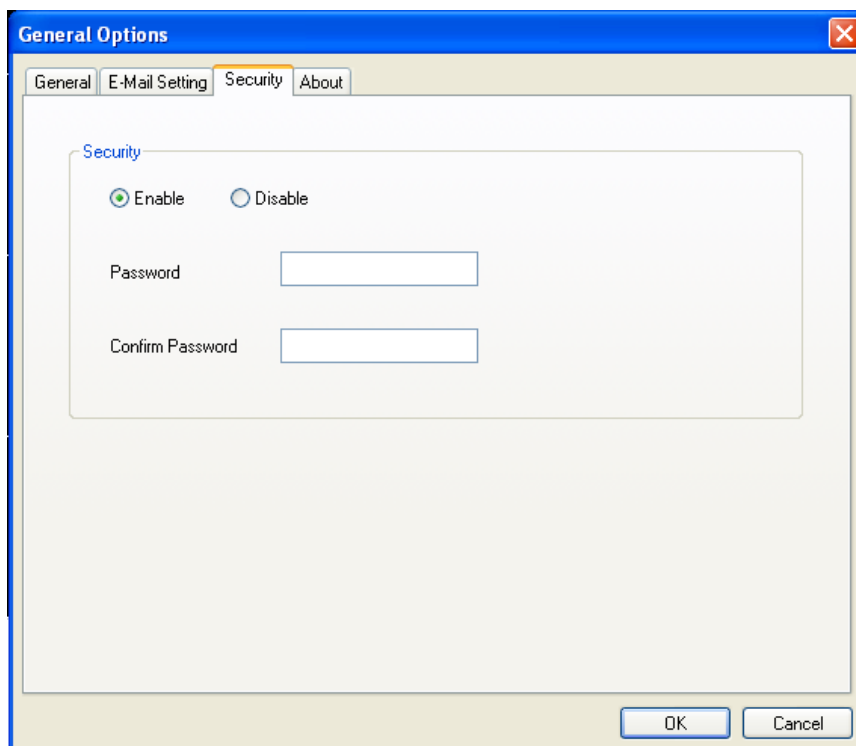 General Options
General E-Mail Setting Security About
Security
Enable Disable
Password
Confirm Password
OK Cancel